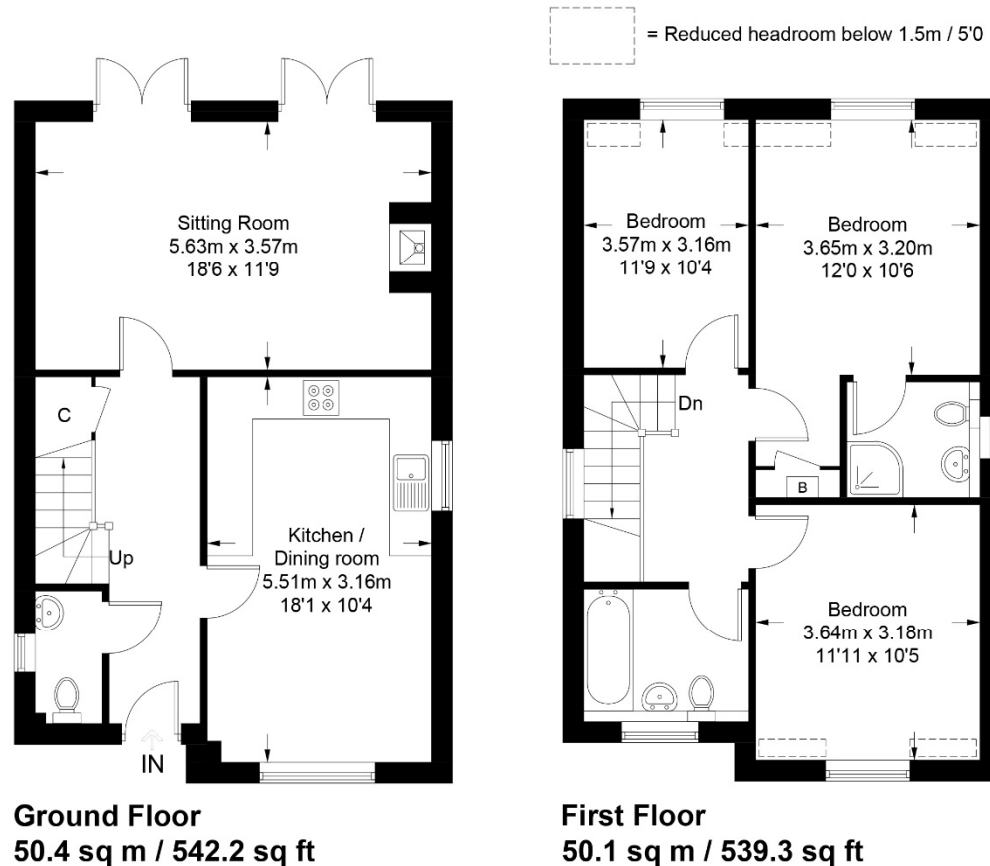 = Reduced headroom below 1.5m / 5'0
Sitting Room
5.63m x 3.57m
18'6 x 11'9
C
Up
Kitchen /
Dining room
5.51m x 3.16m
18'1 x 10'4
IN
Ground Floor
50.4 sq m / 542.2 sq ft
Bedroom
3.57m x 3.16m
11'9 x 10'4
Bedroom
3.65m x 3.20m
12'0 x 10'6
Dn
B
Bedroom
3.64m x 3.18m
11'11 x 10'5
First Floor
50.1 sq m / 539.3 sq ft